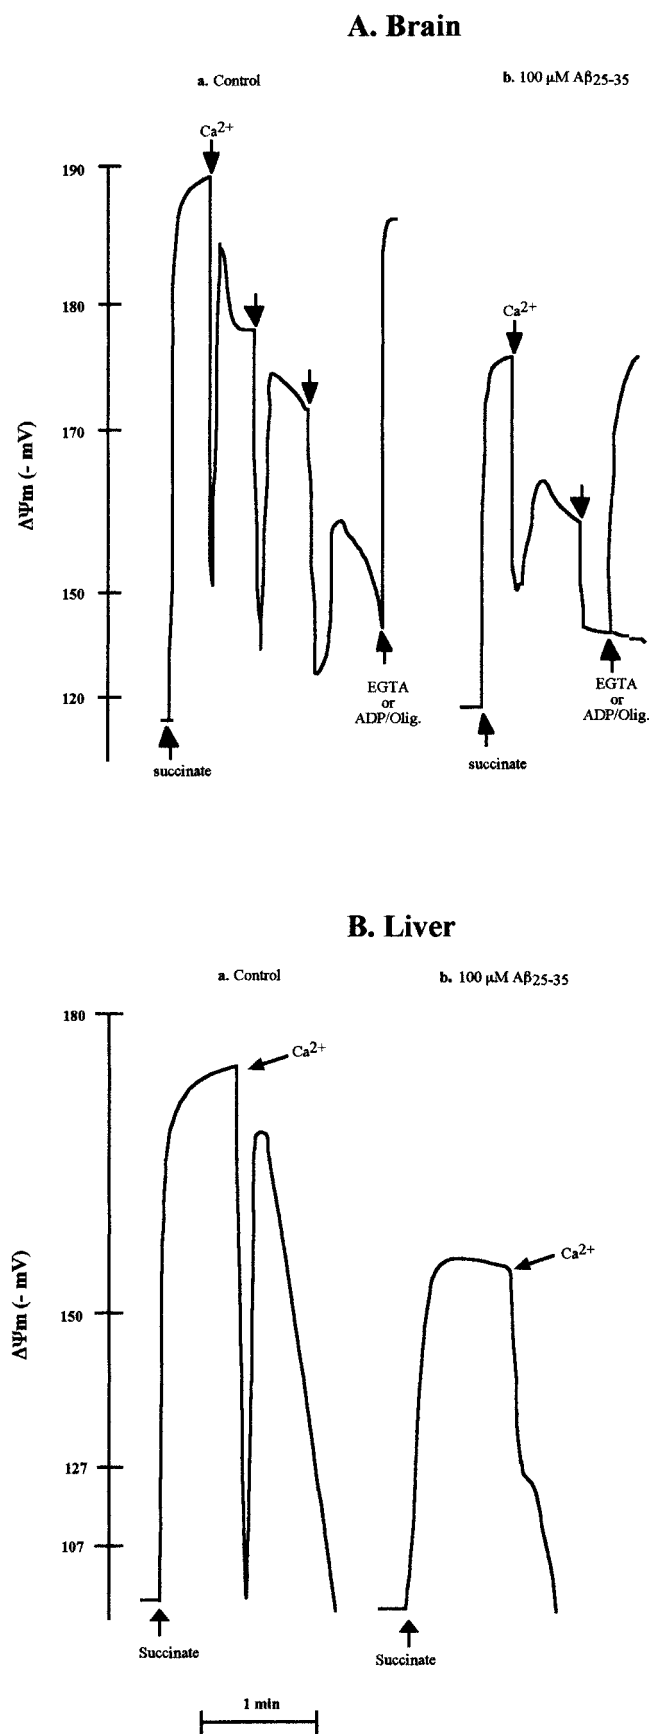 A. Brain
a. Control
b. 100 μM Aβ25-35
Ca2+
190
180
Ca2+
170
ΔΨm (- mV)
150
120
EGTA
or
ADP/Olig.
EGTA
or
ADP/Olig.
succinate
succinate
B. Liver
a. Control
b. 100 μM Aβ25-35
180
Ca2+
Ca2+
ΔΨm (- mV)
150
127
107
Succinate
Succinate
1 min